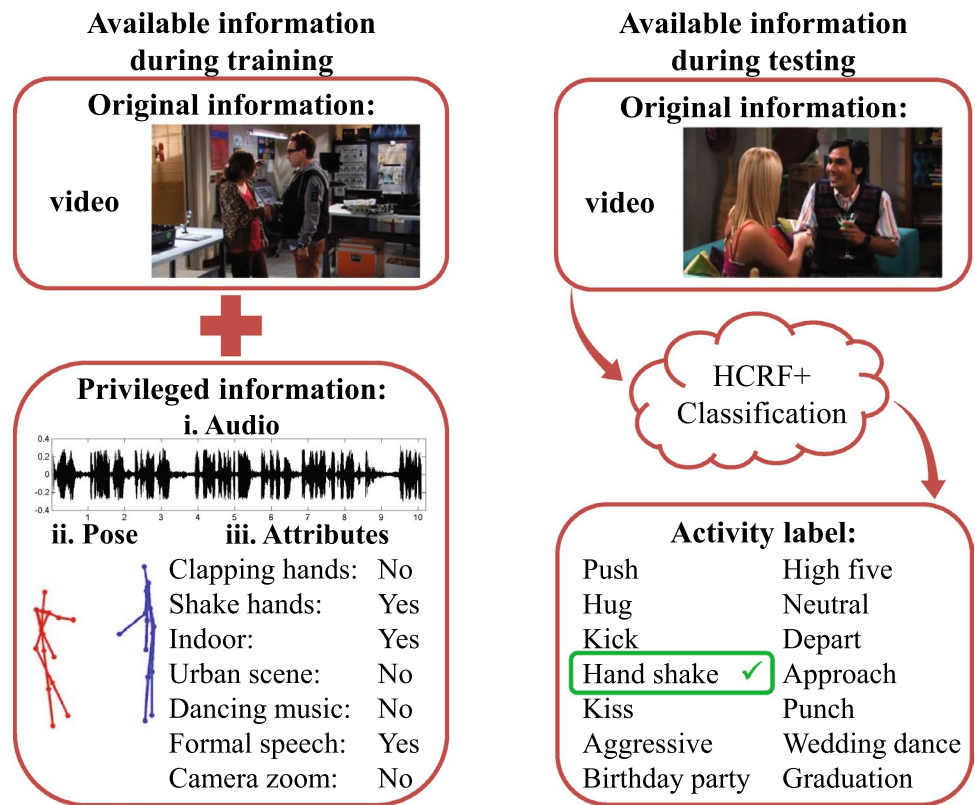 Available information
during training
Original information:
video
Privileged information:
i. Audio
0.4
0.2
0
-0.2
-0.4
1 2 3 4 5 6 7 8 9 10
ii. Pose
iii. Attributes
Clapping hands: No
Shake hands: Yes
Indoor: Yes
Urban scene: No
Dancing music: No
Formal speech: Yes
Camera zoom: No
Available information
during testing
Original information:
video
HCRF+
Classification
Activity label:
Push High five
Hug Neutral
Kick Depart
Hand shake ✓ Approach
Kiss Punch
Aggressive Wedding dance
Birthday party Graduation